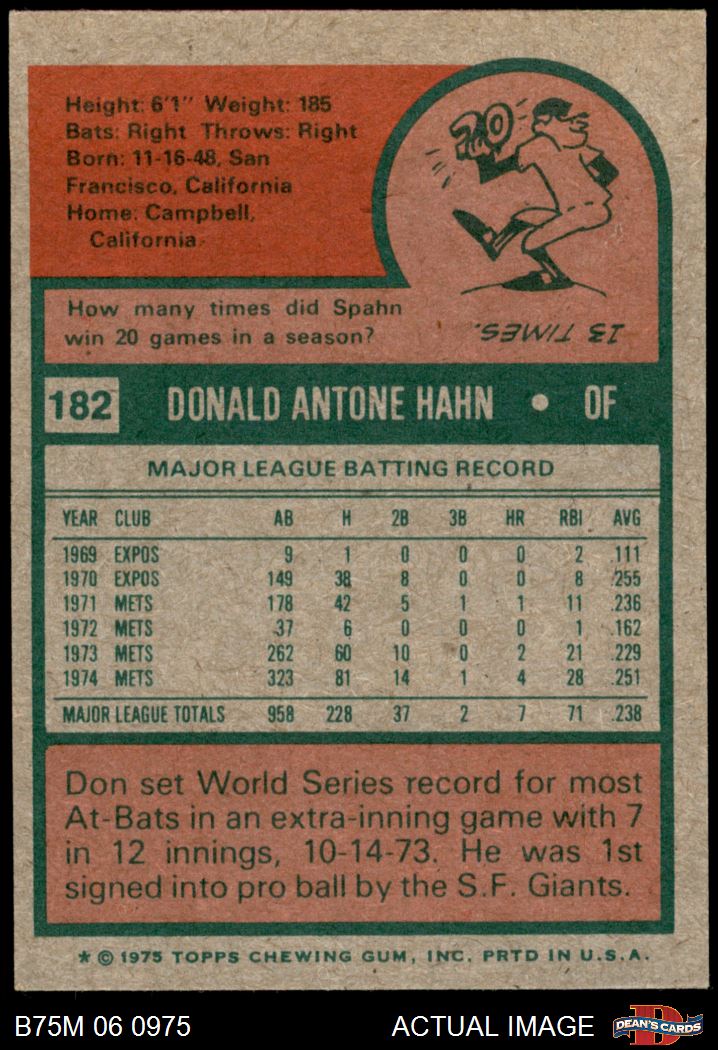 Height: 6'1" Weight: 185
Bats: Right Throws: Right
Born: 11-16-48, San
Francisco, California
Home: Campbell,
California
20
How many times did Spahn
win 20 games in a season?
13 TIMES.
182 DONALD ANTONE HAHN • OF
MAJOR LEAGUE BATTING RECORD
YEAR CLUB AB H 2B 3B HR RBI AVG
1969 EXPOS 9 1 0 0 0 2 .111
1970 EXPOS 149 38 8 0 0 8 .255
1971 METS 178 42 5 1 1 11 .236
1972 METS 37 6 0 0 0 1 .162
1973 METS 262 60 10 0 2 21 .229
1974 METS 323 81 14 1 4 28 .251
MAJOR LEAGUE TOTALS 958 228 37 2 7 71 .238
Don set World Series record for most
At-Bats in an extra-inning game with 7
in 12 innings, 10-14-73. He was 1st
signed into pro ball by the S.F. Giants.
* © 1975 TOPPS CHEWING GUM, INC. PRTD IN U.S.A.
B75M 06 0975 ACTUAL IMAGE DEAN'S CARDS